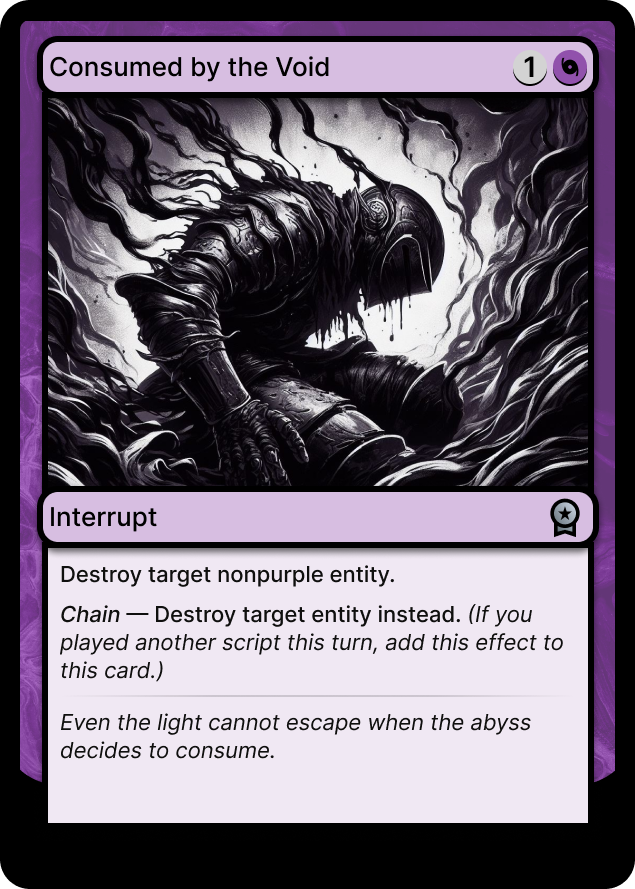 Consumed by the Void 1
Interrupt
Destroy target nonpurple entity.
Chain — Destroy target entity instead. (If you
played another script this turn, add this effect to
this card.)
Even the light cannot escape when the abyss
decides to consume.